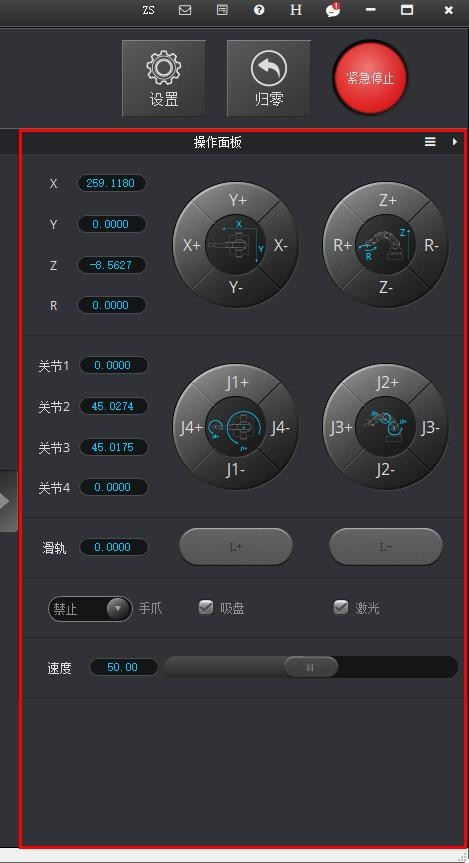 ZS H
设置 归零 紧急停止
操作面板
X 259.1180
Y 0.0000
Z -8.5627
R 0.0000
Y+
X+ X-
Y-
X
Y
Z+
R+ R-
Z-
Z
R
关节1 0.0000
关节2 45.0274
关节3 45.0175
关节4 0.0000
J1+
J4+ J4-
J1-
J2+
J3+ J3-
J2-
滑轨 0.0000 L+ L-
禁止 手爪 吸盘 激光
速度 50.00